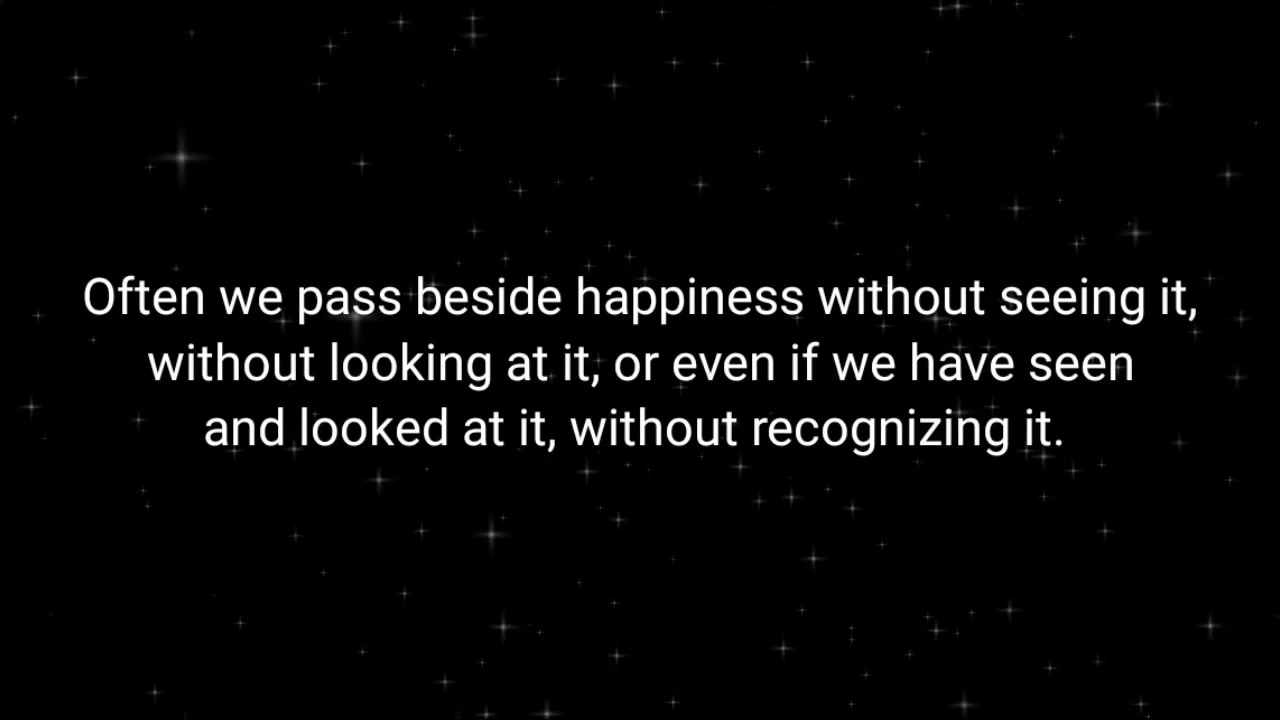 Often we pass beside happiness without seeing it,
without looking at it, or even if we have seen
and looked at it, without recognizing it.